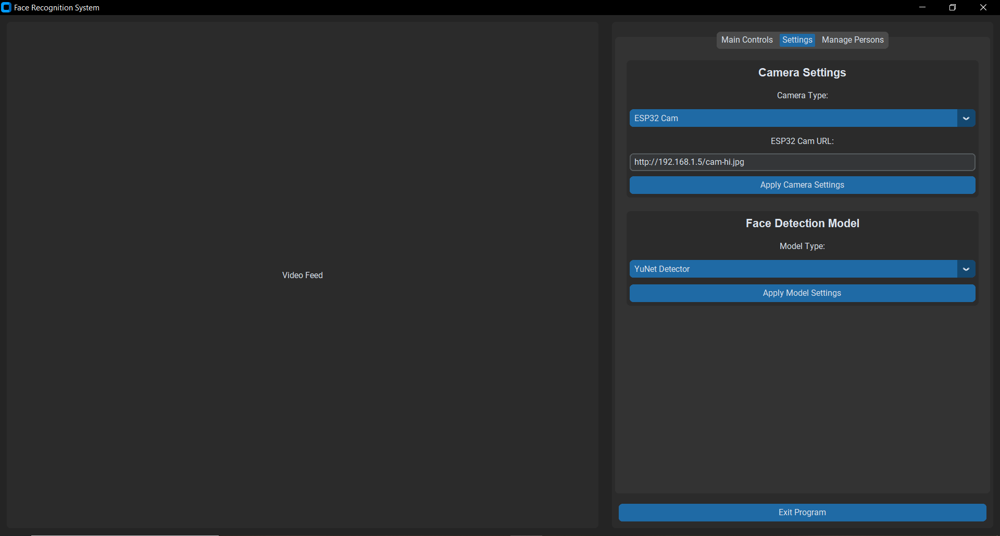 Face Recognition System
Video Feed
Main Controls Settings Manage Persons
Camera Settings
Camera Type:
ESP32 Cam
ESP32 Cam URL:
http://192.168.1.5/cam-hi.jpg
Apply Camera Settings
Face Detection Model
Model Type:
YuNet Detector
Apply Model Settings
Exit Program